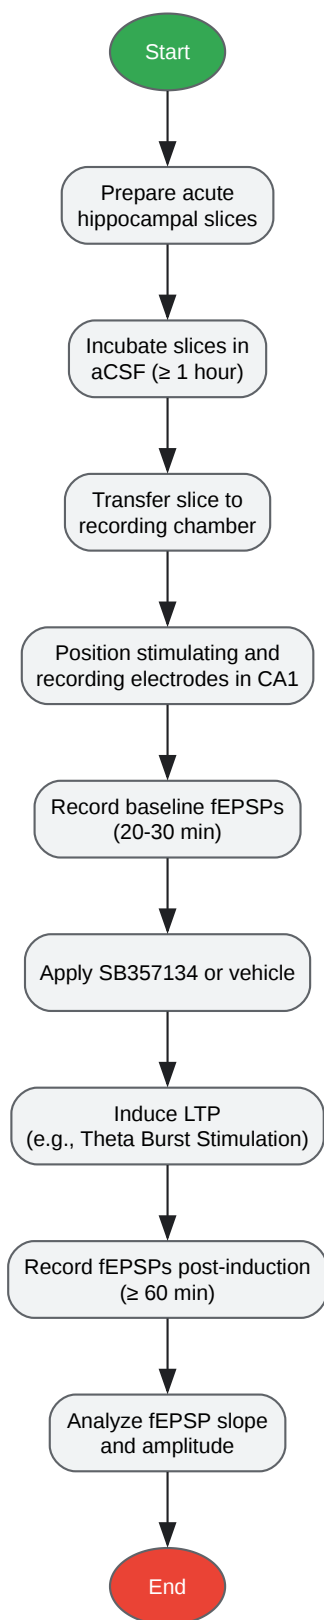 Start
Prepare acute
hippocampal slices
Incubate slices in
aCSF (≥ 1 hour)
Transfer slice to
recording chamber
Position stimulating and
recording electrodes in CA1
Record baseline fEPSPs
(20-30 min)
Apply SB357134 or vehicle
Induce LTP
(e.g., Theta Burst Stimulation)
Record fEPSPs post-induction
(≥ 60 min)
Analyze fEPSP slope
and amplitude
End